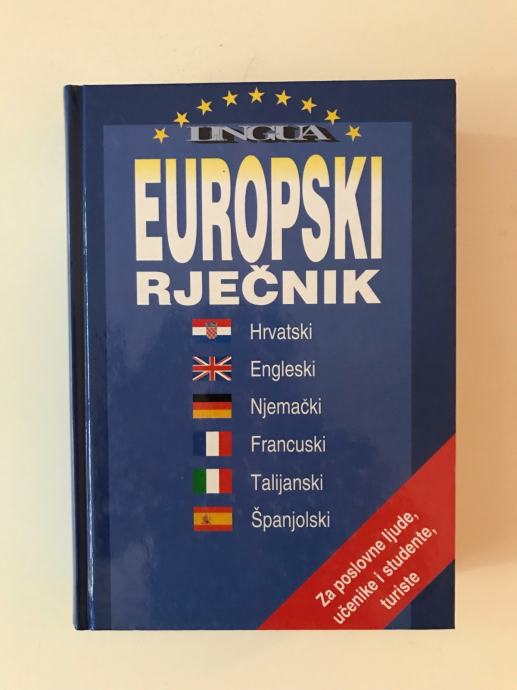 LINGUA
EUROPSKI
RJEČNIK
Hrvatski
Engleski
Njemački
Francuski
Talijanski
Španjolski
Za poslovne ljude,
učenike i studente,
turiste